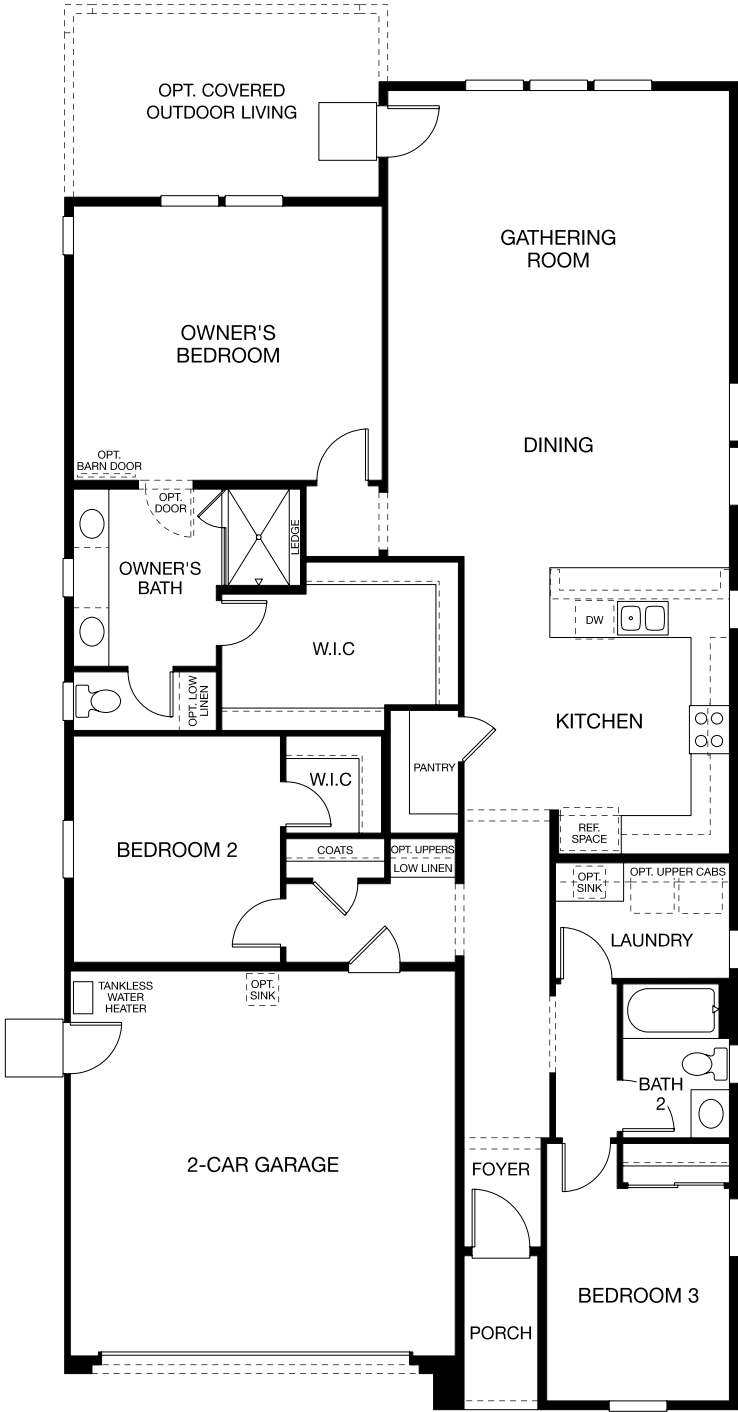 OPT. COVERED
OUTDOOR LIVING
GATHERING
ROOM
OWNER'S
BEDROOM
DINING
OPT.
BARN DOOR
OPT.
DOOR
LEDGE
OWNER'S
BATH
DW
W.I.C
OPT. LOW
LINEN
KITCHEN
PANTRY
W.I.C
REF.
SPACE
BEDROOM 2
COATS
OPT. UPPERS
LOW LINEN
OPT.
SINK
OPT. UPPER CABS
LAUNDRY
TANKLESS
WATER
HEATER
OPT.
SINK
BATH
2
2-CAR GARAGE
FOYER
BEDROOM 3
PORCH